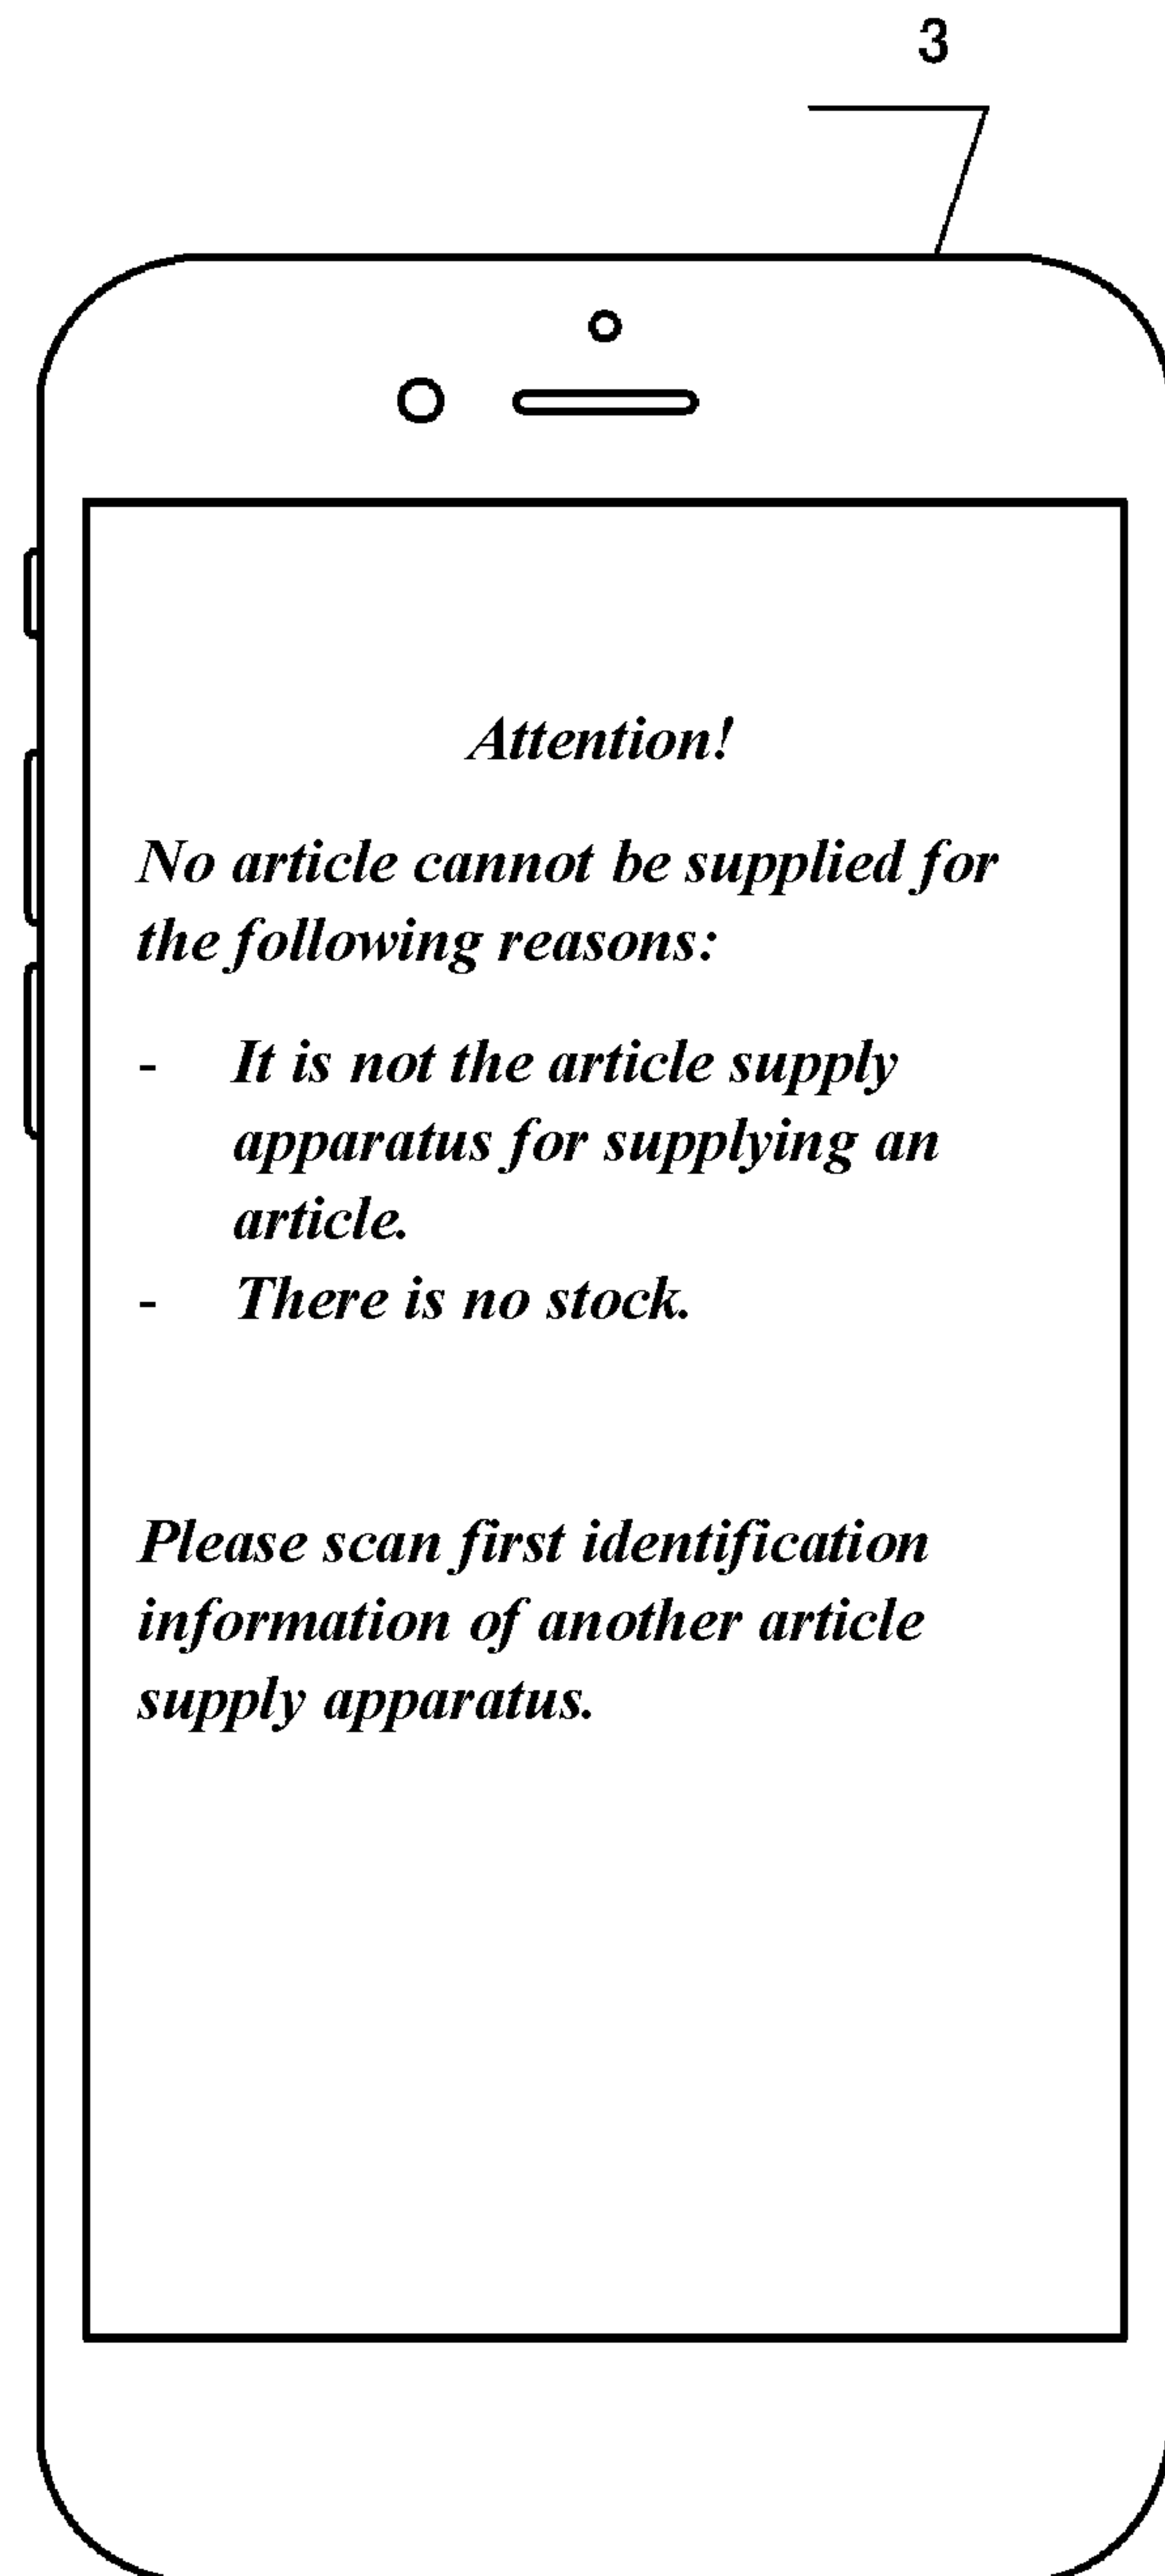 3
Attention!
No article cannot be supplied for
the following reasons:
- It is not the article supply
apparatus for supplying an
article.
- There is no stock.
Please scan first identification
information of another article
supply apparatus.